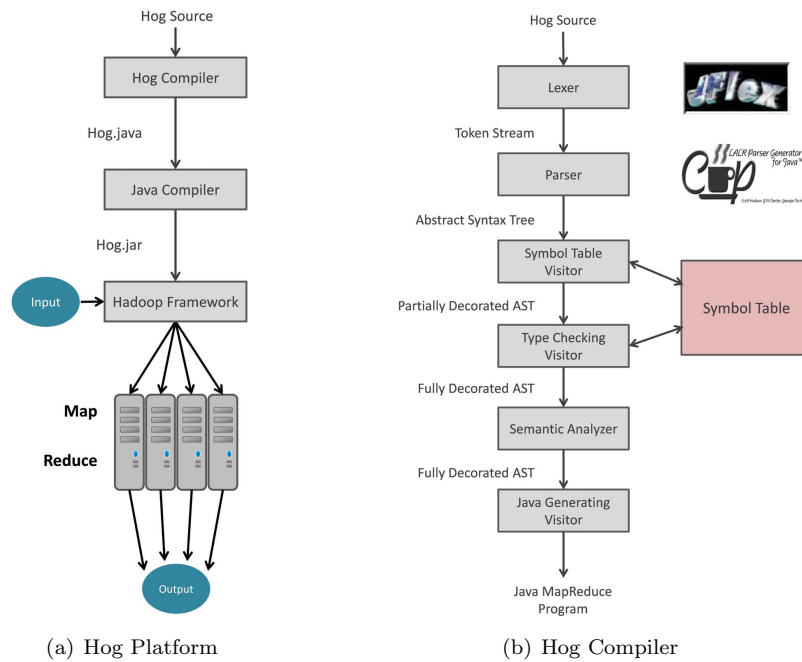 Hog Source
Hog Compiler
Hog.java
Java Compiler
Hog.jar
Input
Hadoop Framework
Map
Reduce
Output
(a) Hog Platform
Hog Source
Lexer
JFlex
Token Stream
Parser
LALR Parser Generator
for Java™
Cup
Abstract Syntax Tree
Symbol Table
Visitor
Partially Decorated AST
Symbol Table
Type Checking
Visitor
Fully Decorated AST
Semantic Analyzer
Fully Decorated AST
Java Generating
Visitor
Java MapReduce
Program
(b) Hog Compiler